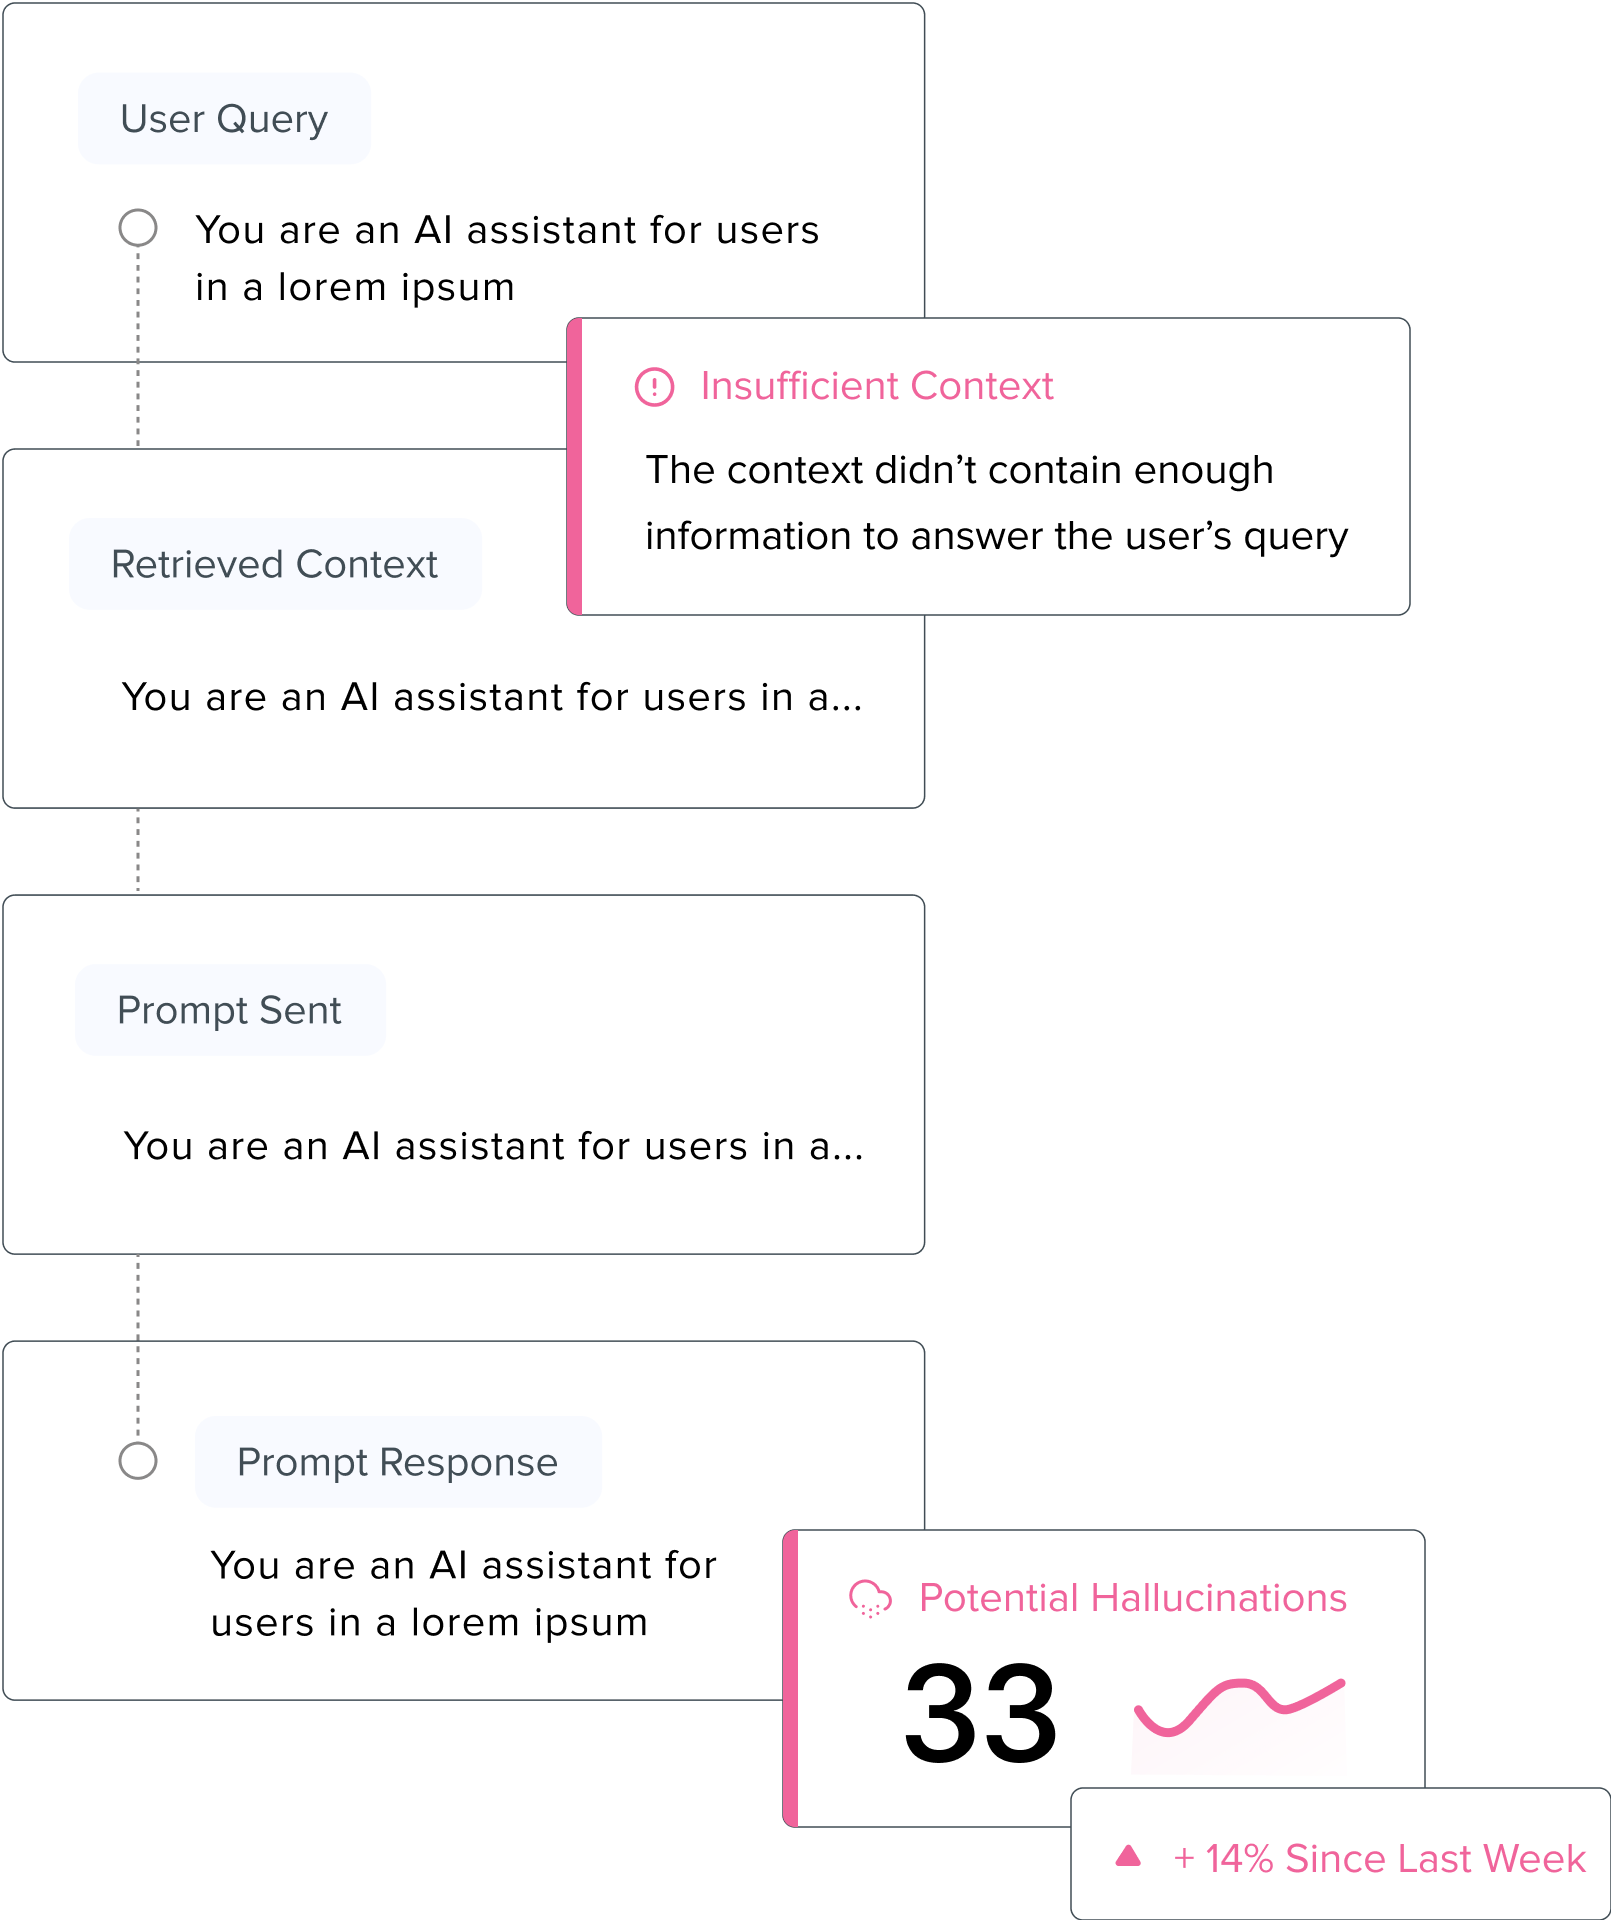 User Query
You are an AI assistant for users
in a lorem ipsum
Insufficient Context
The context didn’t contain enough
information to answer the user’s query
Retrieved Context
You are an AI assistant for users in a...
Prompt Sent
You are an AI assistant for users in a...
Prompt Response
You are an AI assistant for
users in a lorem ipsum
Potential Hallucinations
33
+ 14% Since Last Week